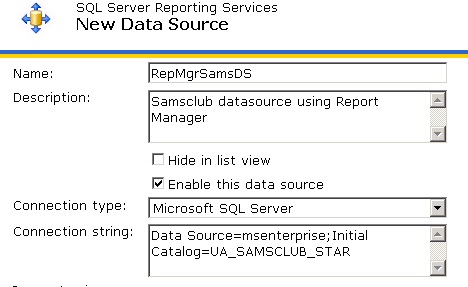 SQL Server Reporting Services
New Data Source
Name: RepMgrSamsDS
Description: Samsclub datasource using Report
Manager
Hide in list view
Enable this data source
Connection type: Microsoft SQL Server
Connection string: Data Source=msenterprise;Initial
Catalog=UA_SAMSCLUB_STAR